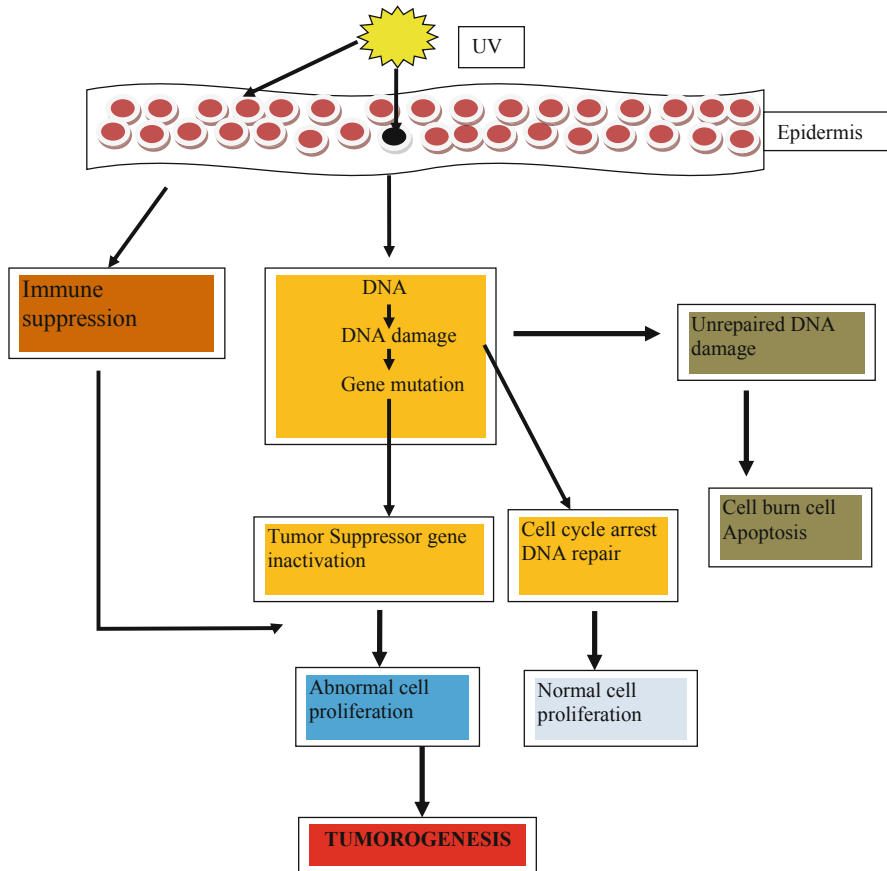 UV
Epidermis
Immune
suppression
DNA
DNA damage
Gene mutation
Unrepaired DNA
damage
Tumor Suppressor gene
inactivation
Cell cycle arrest
DNA repair
Cell burn cell
Apoptosis
Abnormal cell
proliferation
Normal cell
proliferation
TUMOROGENESIS